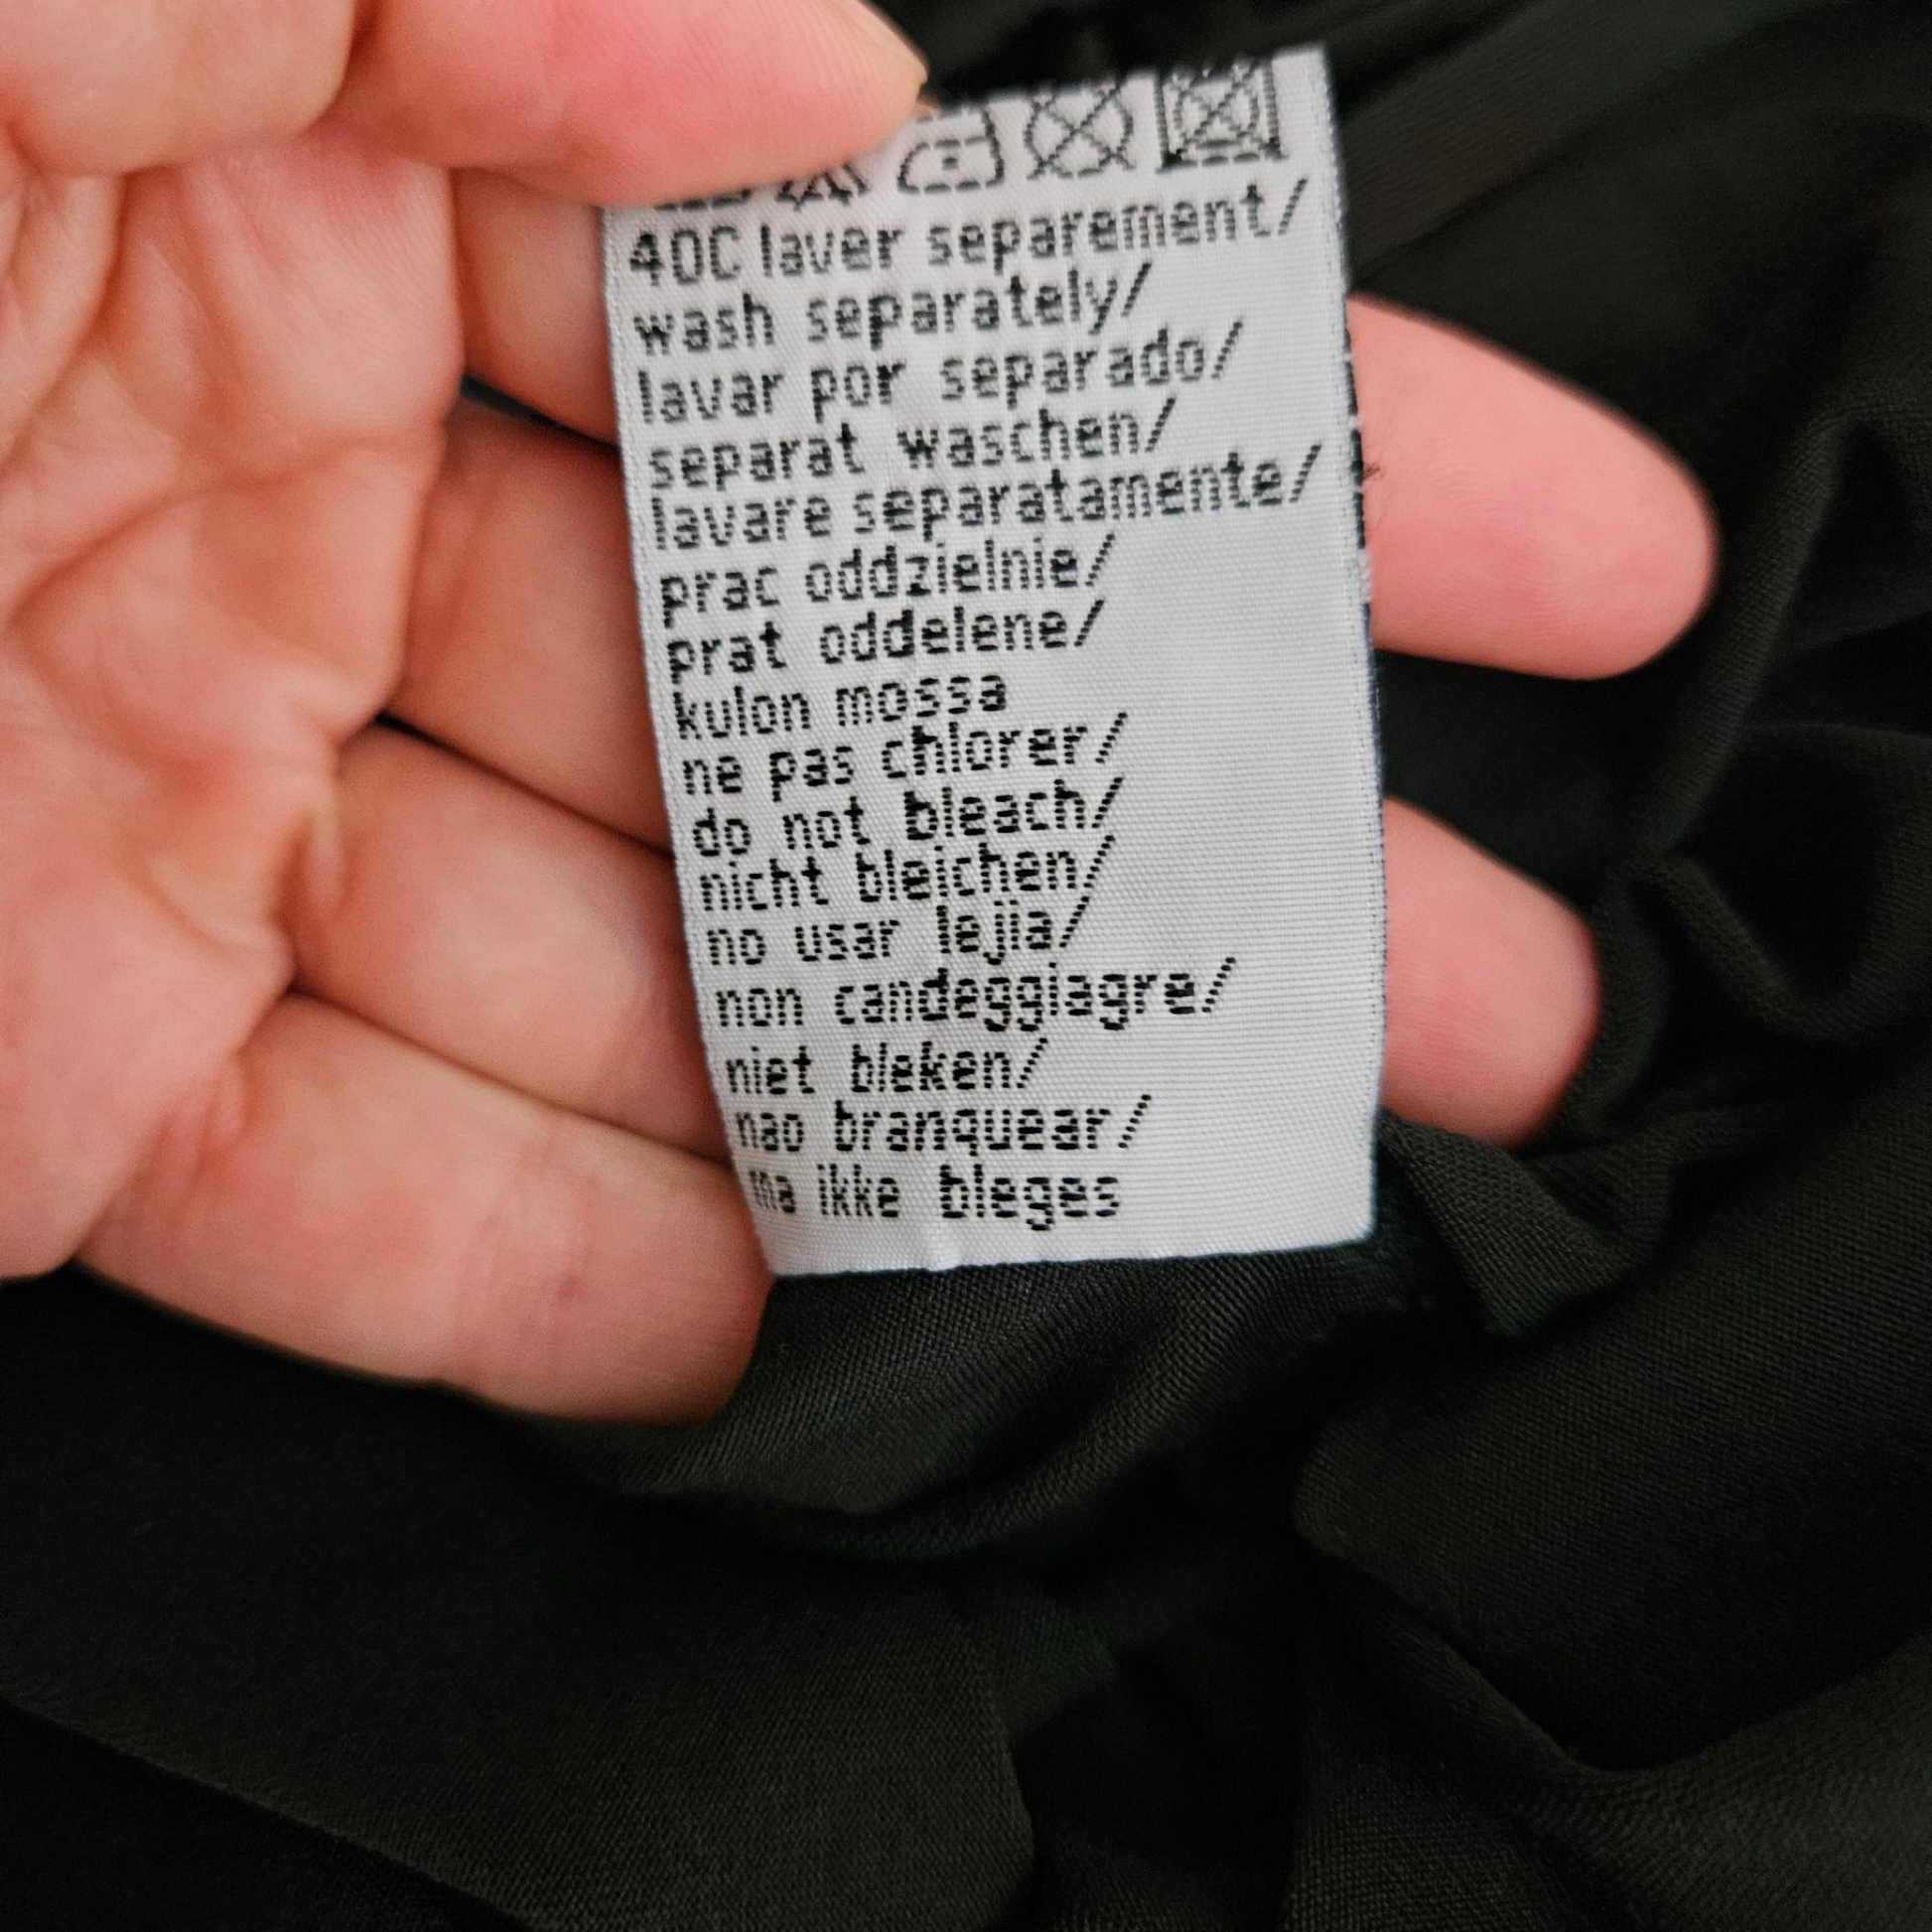 40C laver separement/
wash separately/
lavar por separado/
separat waschen/
lavare separatamente/
prac oddzielnie/
prat oddelene/
kulon mossa
ne pas chlorer/
do not bleach/
nicht bleichen/
no usar lejia/
non candeggiagre/
niet bleken/
nao branquear/
ma ikke bleges